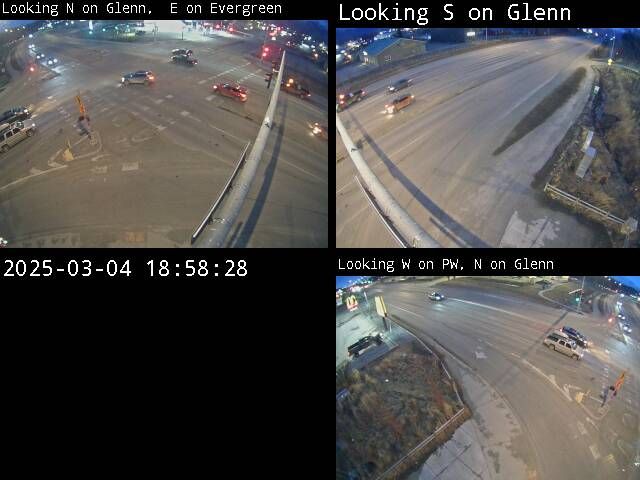 Looking N on Glenn,  E on Evergreen
Looking S on Glenn
2025-03-04 18:58:28
Looking W on PW, N on Glenn